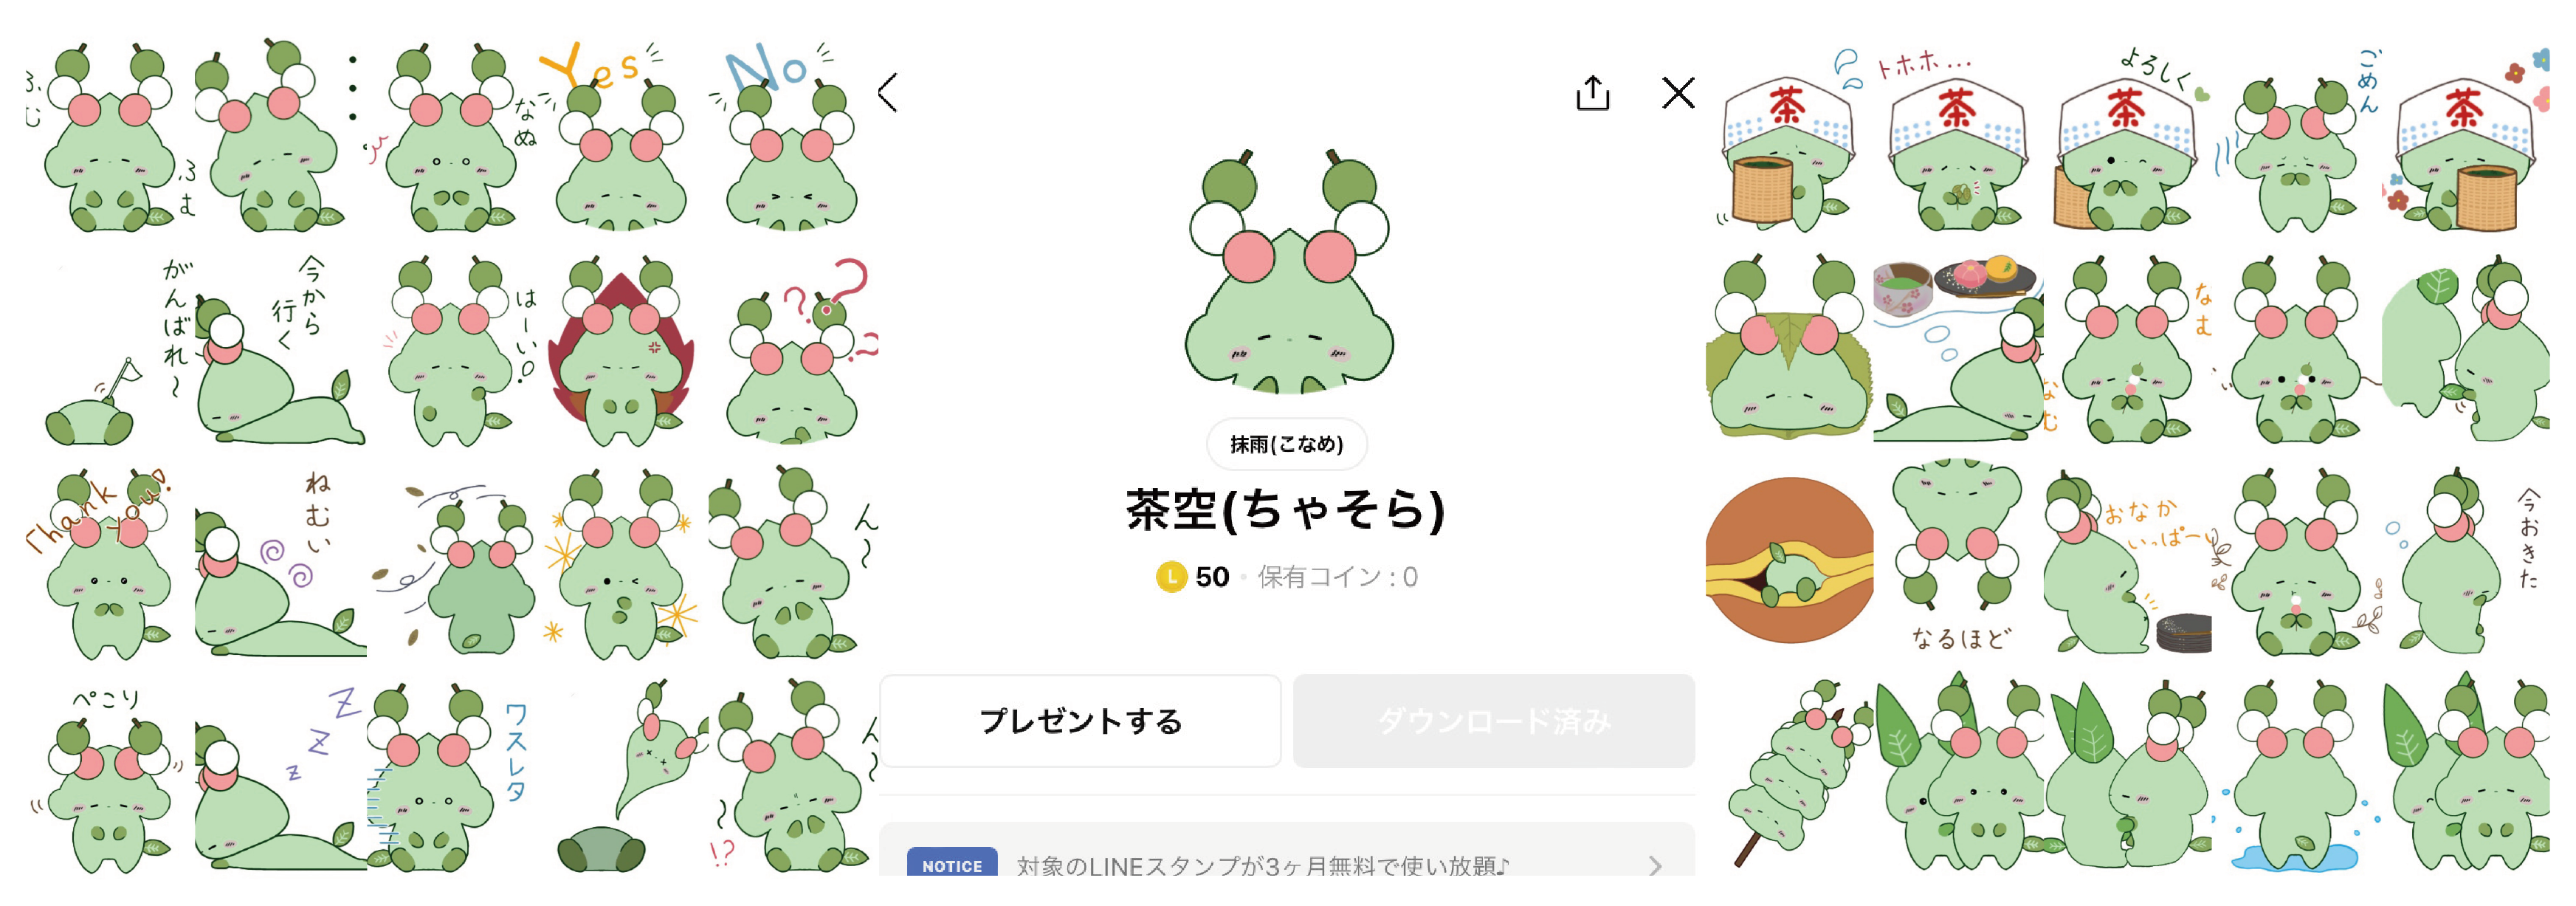 ふむ
ふむ
なぬ
Yes
No
がんばれ~
今から
行く
はーい。
???
Thank
you!
ねむい
ん~
ぺこり
zzz
ワスレタ
ん~
!?
抹雨(こなめ)
茶空(ちゃそら)
L 50 • 保有コイン : 0
プレゼントする
ダウンロード済み
NOTICE 対象のLINEスタンプが3ヶ月無料で使い放題♪
茶
トホホ...
茶
よろしく
茶
ごめん
茶
なむ
なむ
なるほど
おなか
いっぱーい
今おきた